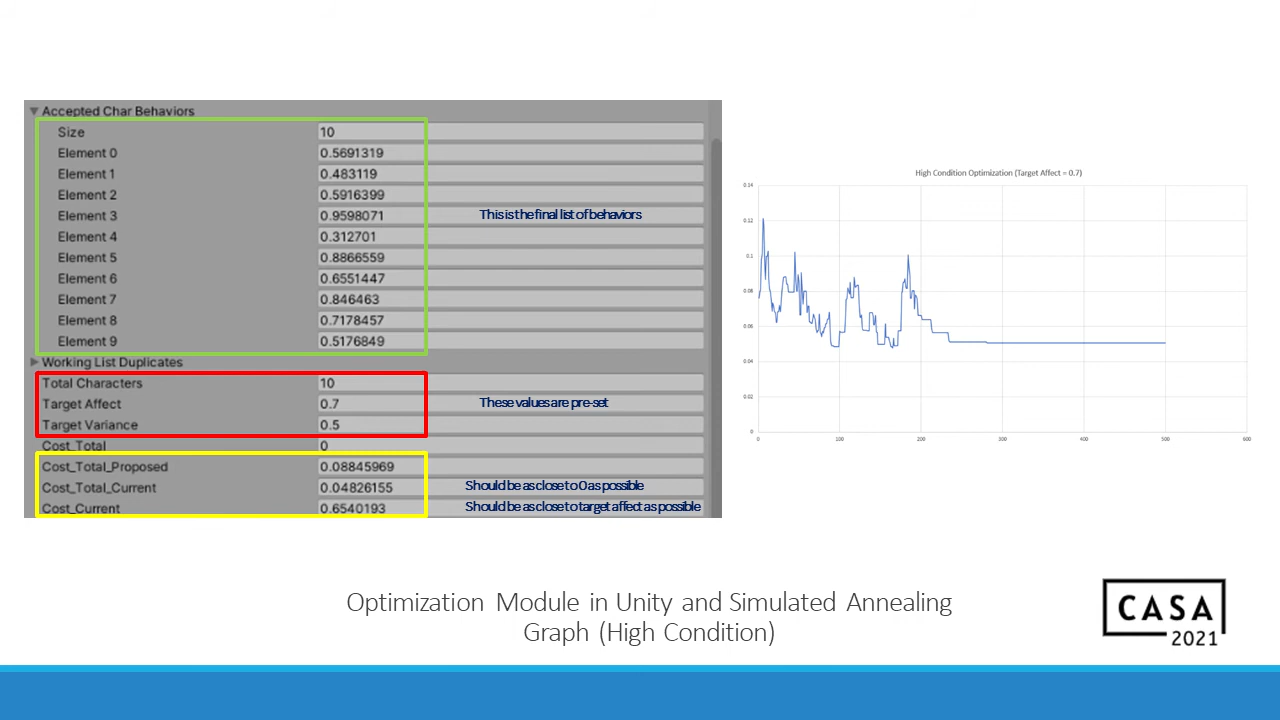 Accepted Char Behaviors
Size 10
Element 0 0.5691319
Element 1 0.483119
Element 2 0.5916399
Element 3 0.9598071 This is the final list of behaviors
Element 4 0.312701
Element 5 0.8866559
Element 6 0.6551447
Element 7 0.846463
Element 8 0.7178457
Element 9 0.5176849
Working List Duplicates
Total Characters 10
Target Affect 0.7 These values are pre-set
Target Variance 0.5
Cost_Total 0
Cost_Total_Proposed 0.08845969
Cost_Total_Current 0.04826155 Should be as close to 0 as possible
Cost_Current 0.6540193 Should be as close to target affect as possible
High Condition Optimization (Target Affect = 0.7)
0.14
0.12
0.1
0.08
0.06
0.04
0.02
0
0 100 200 300 400 500 600
Optimization Module in Unity and Simulated Annealing
Graph (High Condition)
CASA
2021